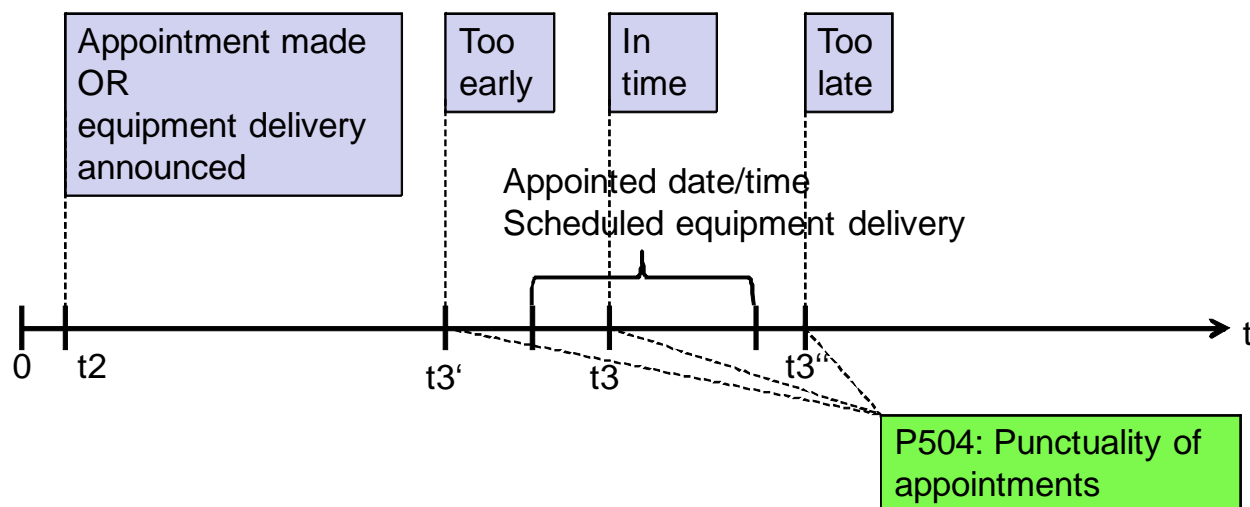 Appointment made
OR
equipment delivery
announced
Too
early
In
time
Too
late
Appointed date/time
Scheduled equipment delivery
t
0
t2
t3‘
t3
t3‘‘
P504: Punctuality of
appointments